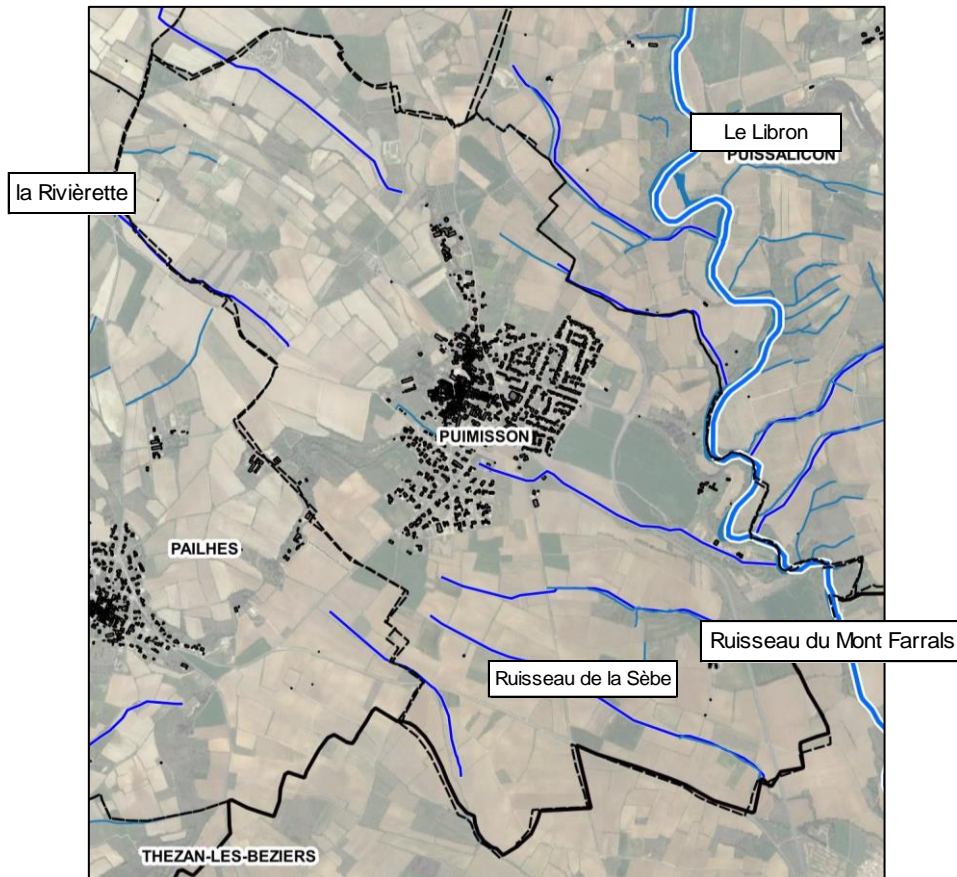 Le Libron
PUISSALICON
la Rivièrette
PUIMISSON
PAILHES
Ruisseau du Mont Farrals
Ruisseau de la Sèbe
THEZAN-LES-BEZIERS